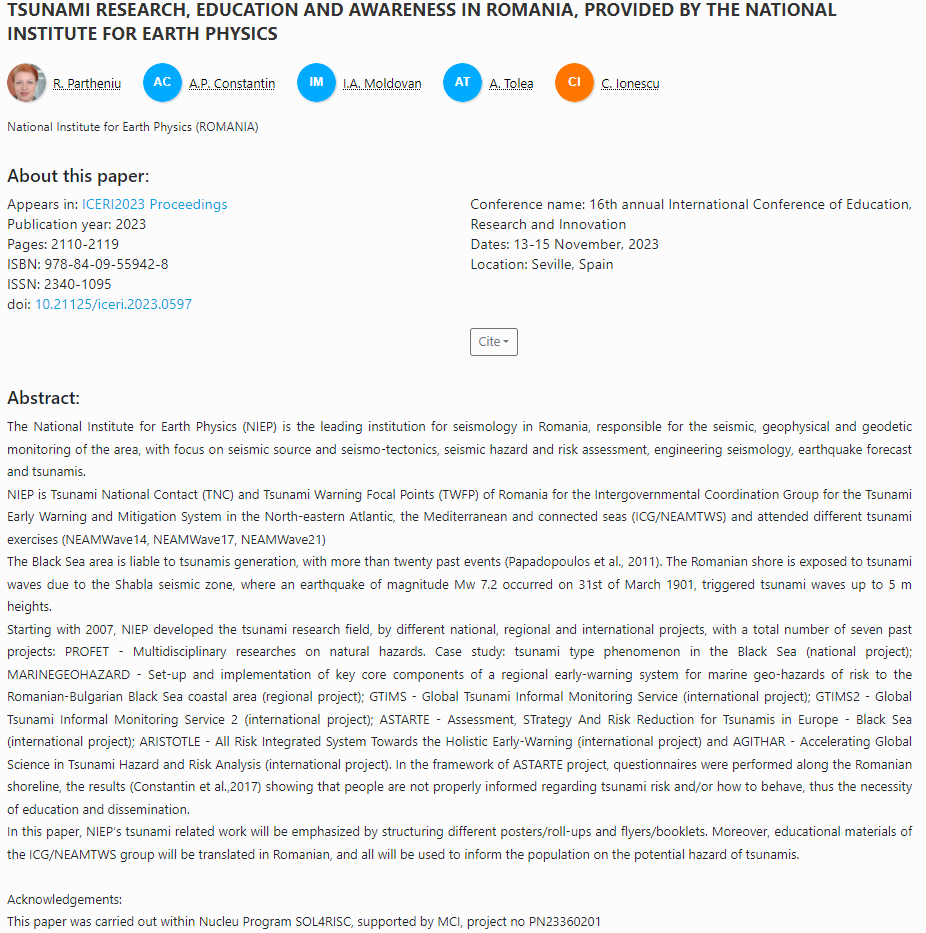 TSUNAMI RESEARCH, EDUCATION AND AWARENESS IN ROMANIA, PROVIDED BY THE NATIONAL
INSTITUTE FOR EARTH PHYSICS
R. Partheniu
AC
A.P. Constantin
IM
I.A. Moldovan
AT
A. Tolea
CI
C. Ionescu
National Institute for Earth Physics (ROMANIA)
About this paper:
Appears in: ICERI2023 Proceedings
Publication year: 2023
Pages: 2110-2119
ISBN: 978-84-09-55942-8
ISSN: 2340-1095
doi: 10.21125/iceri.2023.0597
Conference name: 16th annual International Conference of Education,
Research and Innovation
Dates: 13-15 November, 2023
Location: Seville, Spain
Cite
Abstract:
The National Institute for Earth Physics (NIEP) is the leading institution for seismology in Romania, responsible for the seismic, geophysical and geodetic
monitoring of the area, with focus on seismic source and seismo-tectonics, seismic hazard and risk assessment, engineering seismology, earthquake forecast
and tsunamis.
NIEP is Tsunami National Contact (TNC) and Tsunami Warning Focal Points (TWFP) of Romania for the Intergovernmental Coordination Group for the Tsunami
Early Warning and Mitigation System in the North-eastern Atlantic, the Mediterranean and connected seas (ICG/NEAMTWS) and attended different tsunami
exercises (NEAMWave14, NEAMWave17, NEAMWave21)
The Black Sea area is liable to tsunamis generation, with more than twenty past events (Papadopoulos et al., 2011). The Romanian shore is exposed to tsunami
waves due to the Shabla seismic zone, where an earthquake of magnitude Mw 7.2 occurred on 31st of March 1901, triggered tsunami waves up to 5 m
heights.
Starting with 2007, NIEP developed the tsunami research field, by different national, regional and international projects, with a total number of seven past
projects: PROFET - Multidisciplinary researches on natural hazards. Case study: tsunami type phenomenon in the Black Sea (national project);
MARINEGEOHAZARD - Set-up and implementation of key core components of a regional early-warning system for marine geo-hazards of risk to the
Romanian-Bulgarian Black Sea coastal area (regional project); GTIMS - Global Tsunami Informal Monitoring Service (international project); GTIMS2 - Global
Tsunami Informal Monitoring Service 2 (international project); ASTARTE - Assessment, STrategy And Risk Reduction for Tsunamis in Europe - Black Sea
(international project); ARISTOTLE - All Risk Integrated System Towards the Holistic Early-Warning (international project) and AGITHAR - Accelerating Global
Science in Tsunami Hazard and Risk Analysis (international project). In the framework of ASTARTE project, questionnaires were performed along the Romanian
shoreline, the results (Constantin et al.,2017) showing that people are not properly informed regarding tsunami risk and/or how to behave, thus the necessity
of education and dissemination.
In this paper, NIEP's tsunami related work will be emphasized by structuring different posters/roll-ups and flyers/booklets. Moreover, educational materials of
the ICG/NEAMTWS group will be translated in Romanian, and all will be used to inform the population on the potential hazard of tsunamis.
Acknowledgements:
This paper was carried out within Nucleu Program SOL4RISC, supported by MCI, project no PN23360201